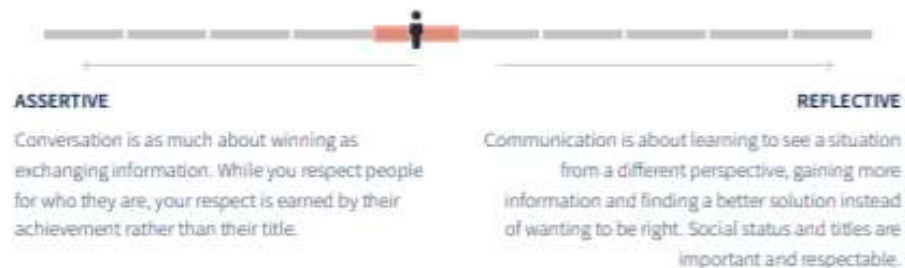 ASSERTIVE
Conversation is as much about winning as
exchanging information. While you respect people
for who they are, your respect is earned by their
achievement rather than their title.
REFLECTIVE
Communication is about learning to see a situation
from a different perspective, gaining more
information and finding a better solution instead
of wanting to be right. Social status and titles are
important and respectable.